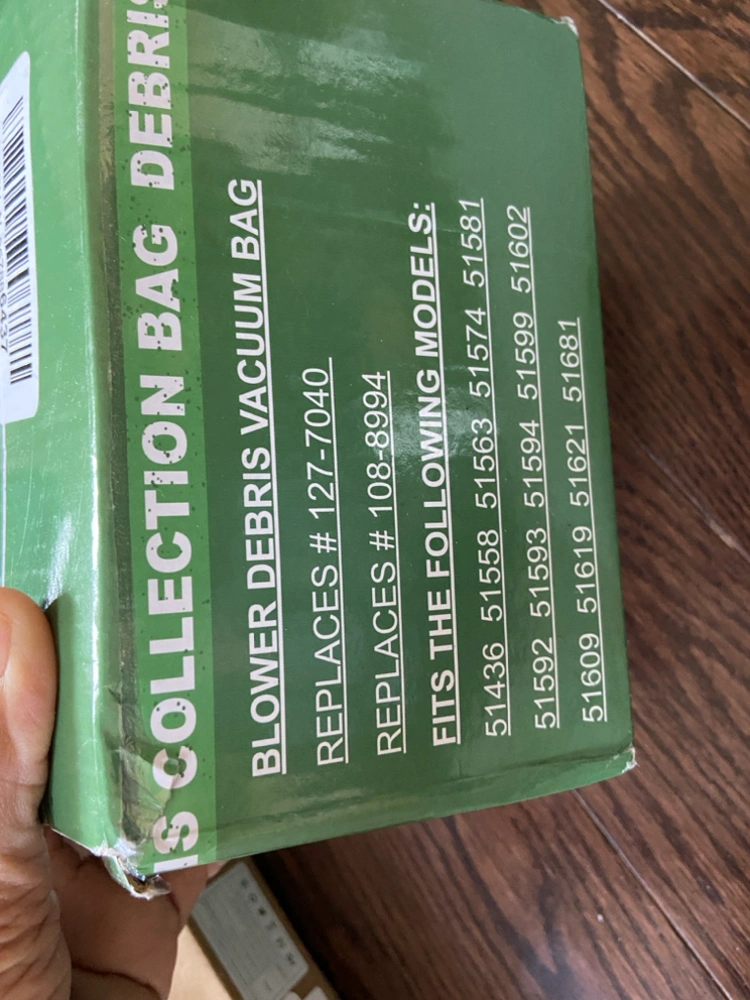 IS COLLECTION BAG DEBRIS
BLOWER DEBRIS VACUUM BAG
REPLACES # 127-7040
REPLACES # 108-8994
FITS THE FOLLOWING MODELS:
51436 51558 51563 51574 51581
51592 51593 51594 51599 51602
51609 51619 51621 51681